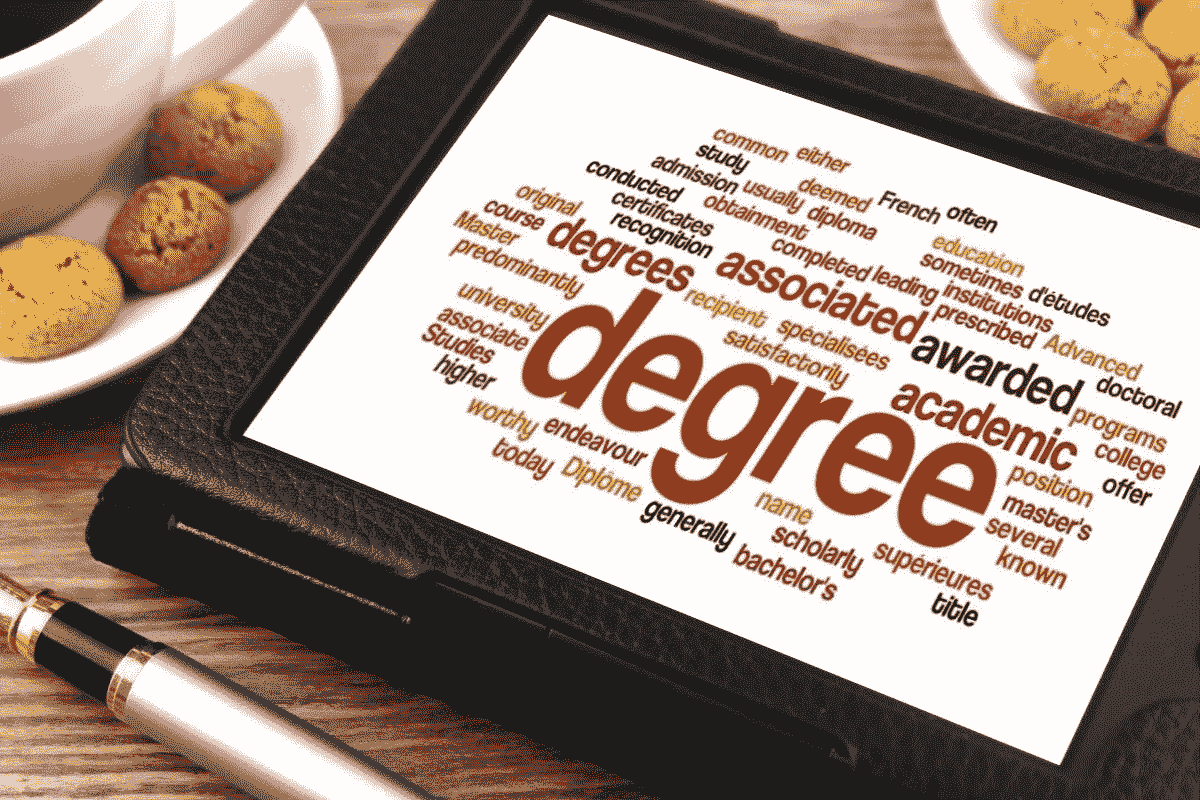 common either
study
admission usually deemed French often
conducted obtainment diploma
original certificates education
course recognition completed leading sometimes d'études
Master degrees associated institutions
predominantly recipient spécialisées prescribed Advanced
university satisfactorily awarded doctoral
associate degree academic programs
Studies college
higher position offer
worthy endeavour master's
today Diplôme name several
generally scholarly known
bachelor's supérieures
title